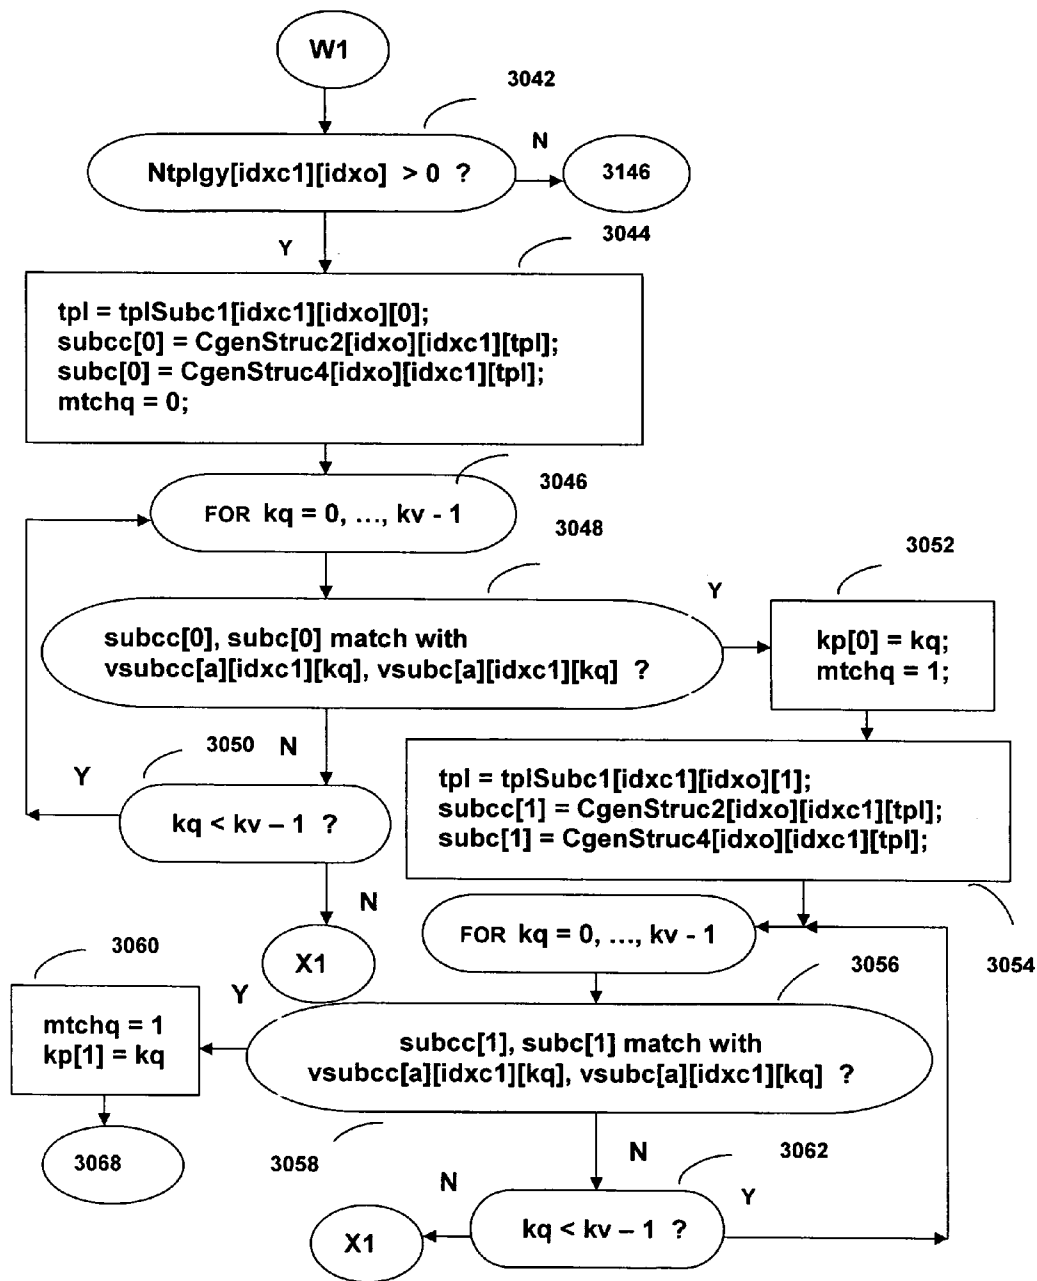 W1
3042
Ntplgy[idxc1][idxo] > 0 ?
N
3146
Y
3044
tpl = tplSubc1[idxc1][idxo][0];
subcc[0] = CgenStruc2[idxo][idxc1][tpl];
subc[0] = CgenStruc4[idxo][idxc1][tpl];
mtchq = 0;
3046
FOR kq = 0, ..., kv - 1
3048
subcc[0], subc[0] match with
vsubcc[a][idxc1][kq], vsubc[a][idxc1][kq] ?
Y
3052
kp[0] = kq;
mtchq = 1;
3050
N
Y
kq < kv – 1 ?
N
X1
tpl = tplSubc1[idxc1][idxo][1];
subcc[1] = CgenStruc2[idxo][idxc1][tpl];
subc[1] = CgenStruc4[idxo][idxc1][tpl];
3054
FOR kq = 0, ..., kv - 1
3056
subcc[1], subc[1] match with
vsubcc[a][idxc1][kq], vsubc[a][idxc1][kq] ?
3058
Y
3060
mtchq = 1
kp[1] = kq
3068
N
3062
kq < kv – 1 ?
Y
N
X1